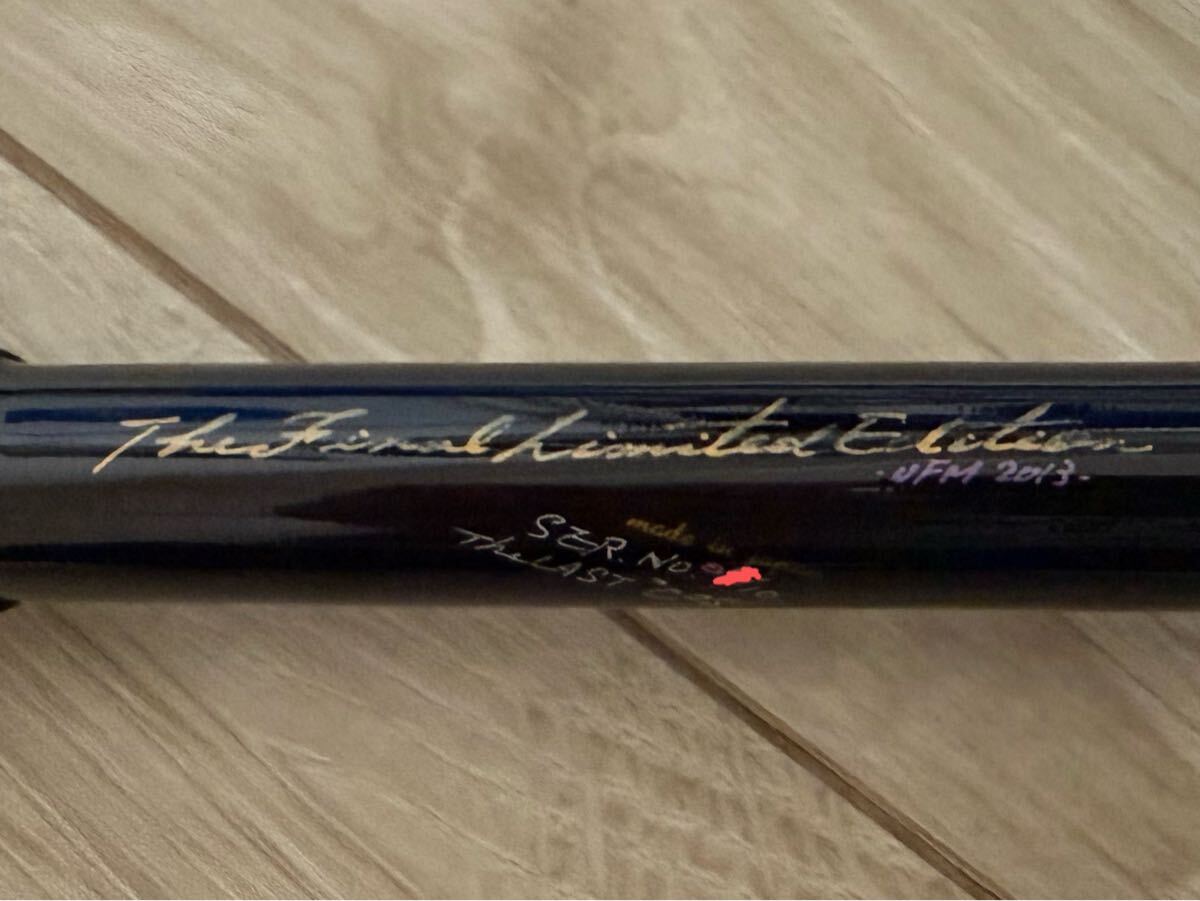 The Final Limited Edition
-UFM 2013-
made in
SER. NO.
The LAST